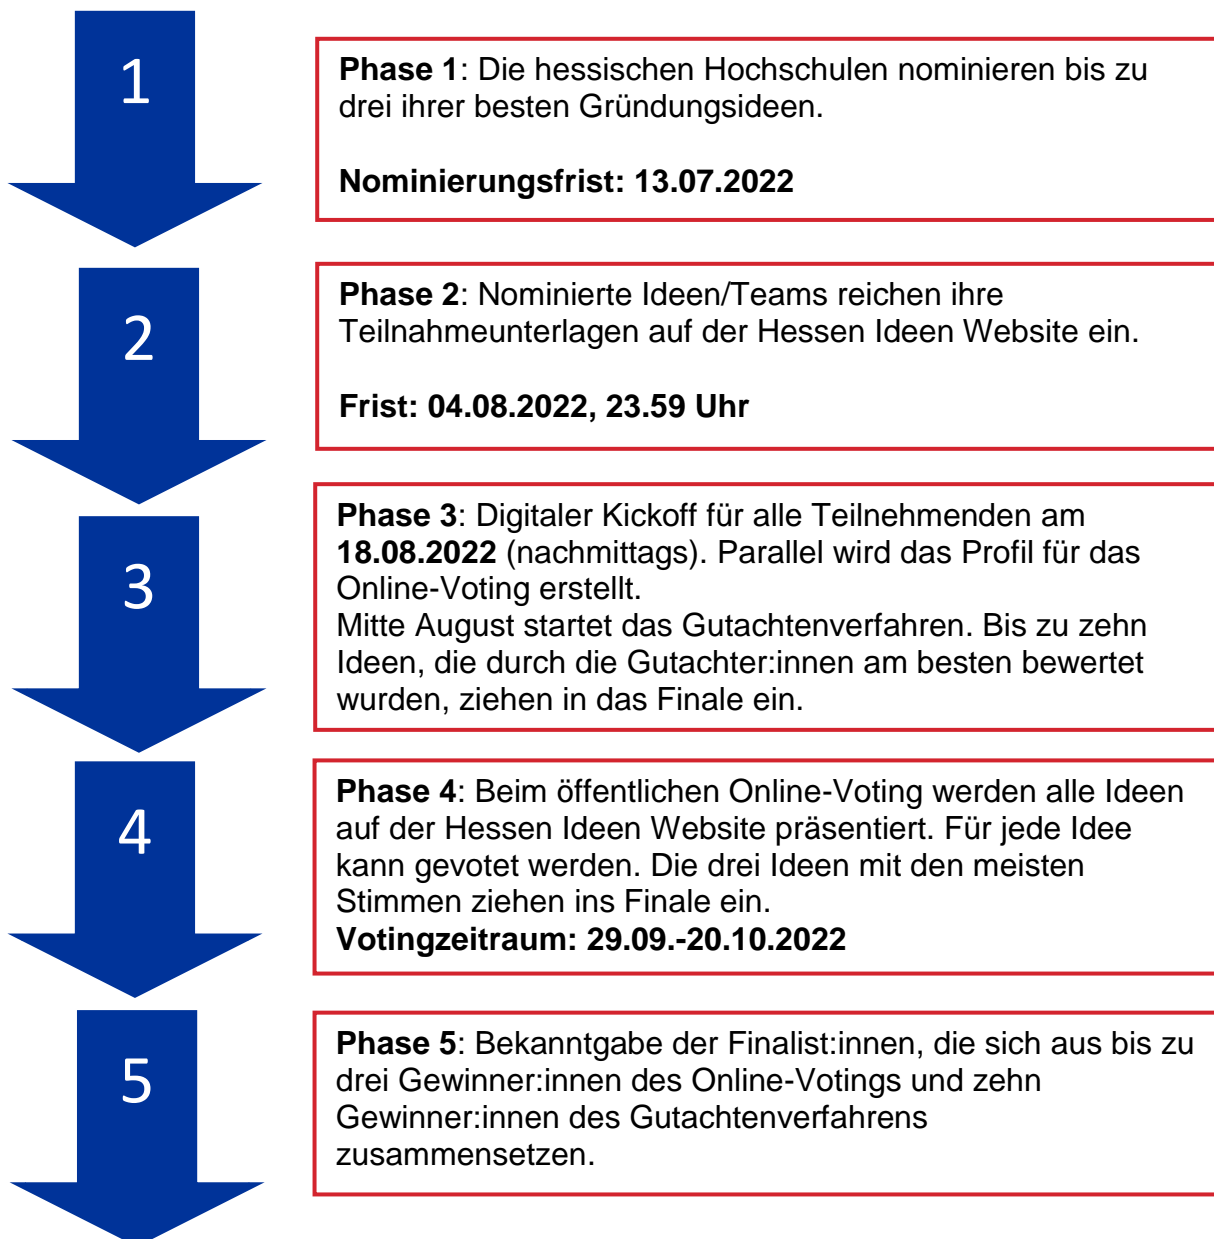 1
Phase 1: Die hessischen Hochschulen nominieren bis zu
drei ihrer besten Gründungsideen.
Nominierungsfrist: 13.07.2022
2
Phase 2: Nominierte Ideen/Teams reichen ihre
Teilnahmeunterlagen auf der Hessen Ideen Website ein.
Frist: 04.08.2022, 23.59 Uhr
3
Phase 3: Digitaler Kickoff für alle Teilnehmenden am
18.08.2022 (nachmittags). Parallel wird das Profil für das
Online-Voting erstellt.
Mitte August startet das Gutachtenverfahren. Bis zu zehn
Ideen, die durch die Gutachter:innen am besten bewertet
wurden, ziehen in das Finale ein.
4
Phase 4: Beim öffentlichen Online-Voting werden alle Ideen
auf der Hessen Ideen Website präsentiert. Für jede Idee
kann gevotet werden. Die drei Ideen mit den meisten
Stimmen ziehen ins Finale ein.
Votingzeitraum: 29.09.-20.10.2022
5
Phase 5: Bekanntgabe der Finalist:innen, die sich aus bis zu
drei Gewinner:innen des Online-Votings und zehn
Gewinner:innen des Gutachtenverfahrens
zusammensetzen.